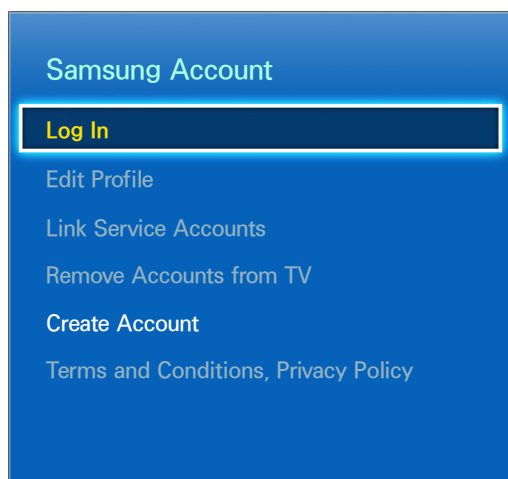 Samsung Account
Log In
Edit Profile
Link Service Accounts
Remove Accounts from TV
Create Account
Terms and Conditions, Privacy Policy